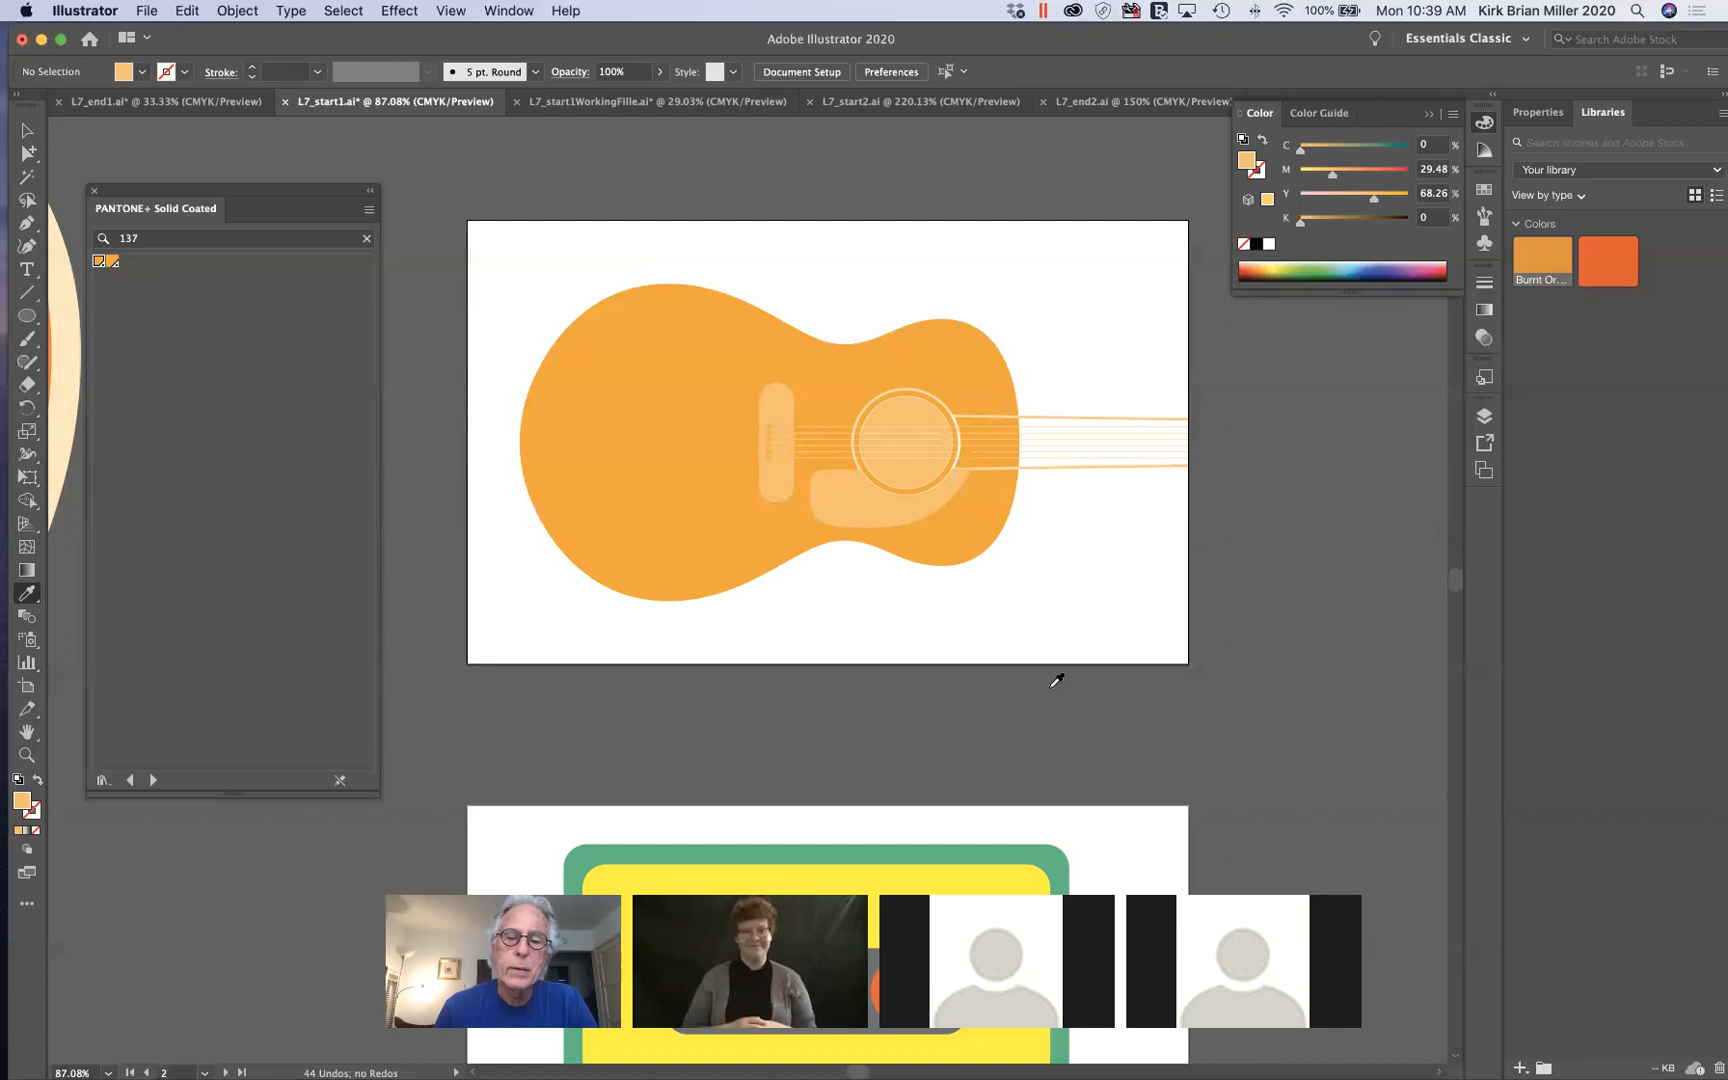 Illustrator File Edit Object Type Select Effect View Window Help 100% Mon 10:39 AM Kirk Brian Miller 2020
Adobe Illustrator 2020 Essentials Classic Search Adobe Stock
No Selection Stroke: 5 pt. Round Opacity: 100% Style: Document Setup Preferences
L7_end1.ai* @ 33.33% (CMYK/Preview) L7_start1.ai* @ 87.08% (CMYK/Preview) L7_start1WorkingFille.ai* @ 29.03% (CMYK/Preview) L7_start2.ai @ 220.13% (CMYK/Preview) L7_end2.ai @ 150% (CMYK/Preview)
Color Color Guide Properties Libraries
C 0 %
Search libraries and Adobe Stock
M 29.48 %
Your library
Y 68.26 %
View by type
K 0 %
Colors
Burnt Or...
PANTONE+ Solid Coated
137
87.08% 2 44 Undos; no Redos -- KB